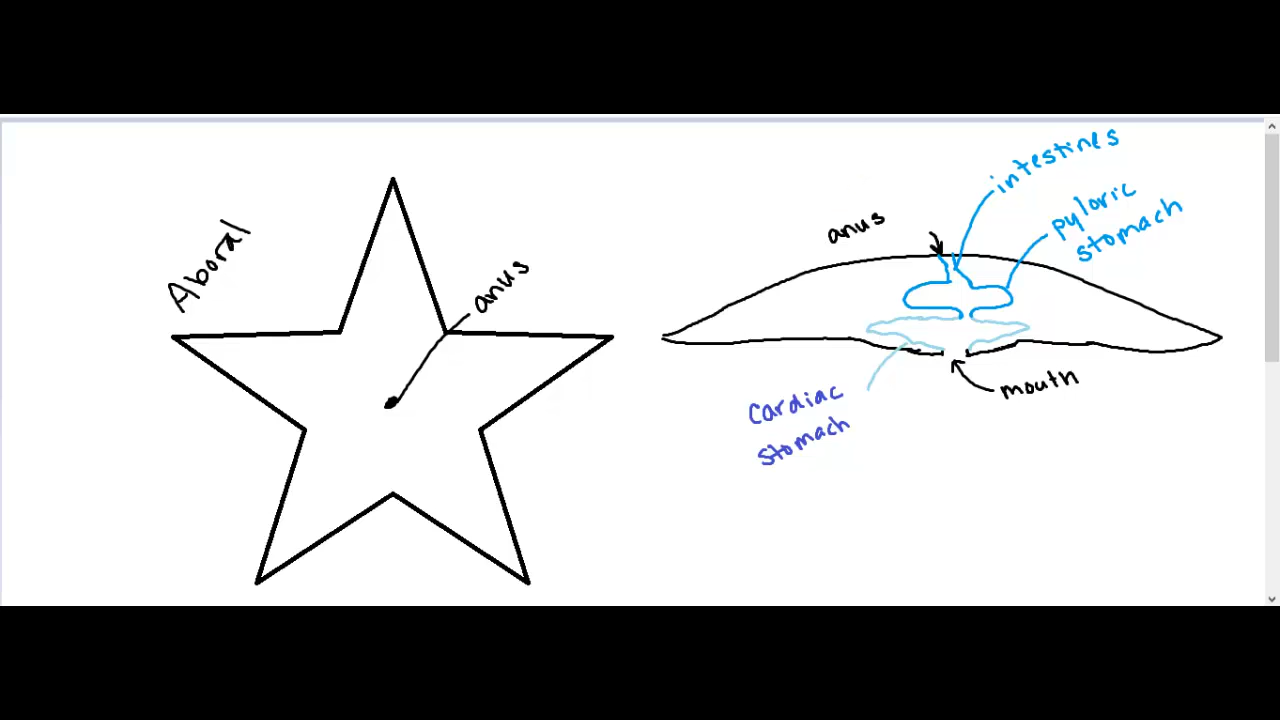 Aboral
anus
anus
intestines
pyloric
stomach
cardiac
stomach
mouth